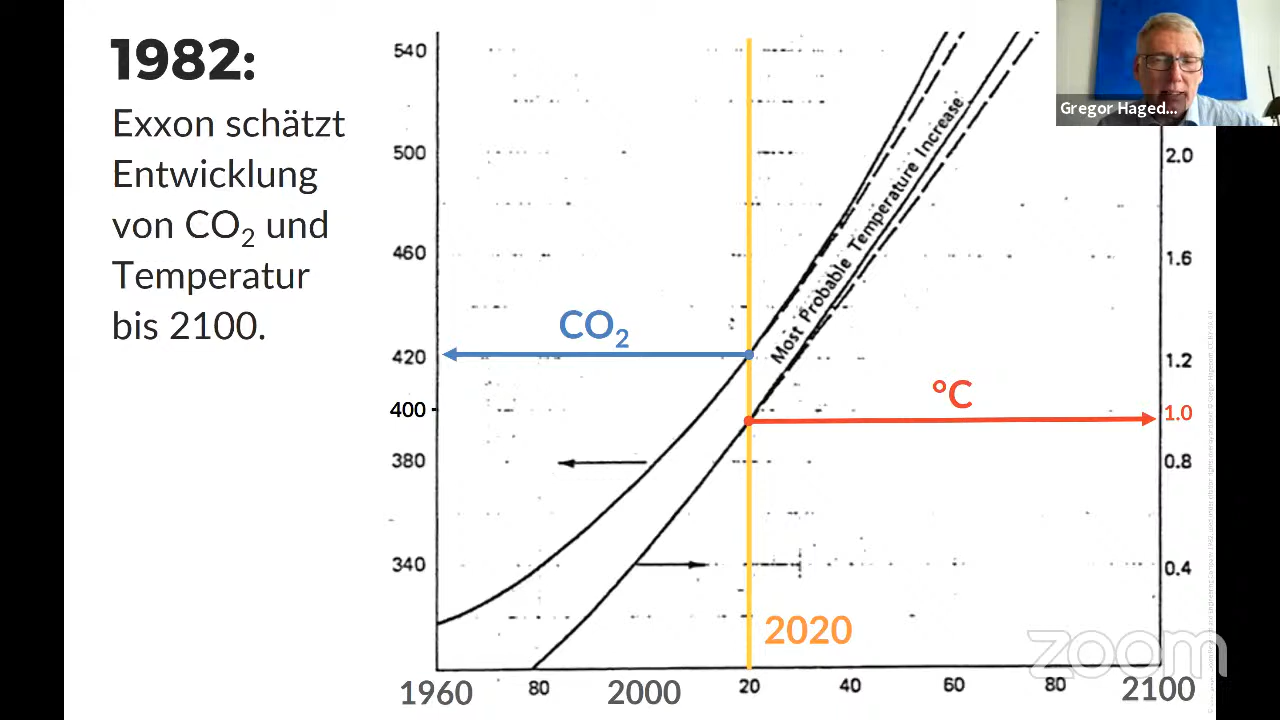 1982:
Exxon schätzt
Entwicklung
von CO₂ und
Temperatur
bis 2100.
540
500
460
420
400
380
340
CO₂
Most Probable Temperature Increase
°C
2.0
1.6
1.2
1.0
0.8
0.4
2020
1960
80
2000
20
40
60
80
2100
Gregor Haged...
zoom